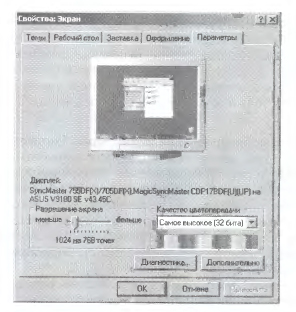 Свойства: Экран
Темы Рабочий стол Заставка Оформление Параметры
Дисплей:
SyncMaster 755DF(X)/705DF(X),MagicSyncMaster CDP17BDF(U)(UF) на
ASUS V9180 SE v43.45C
Разрешение экрана
меньше больше
1024 на 768 точек
Качество цветопередачи
Самое высокое (32 бита)
Диагностика... Дополнительно
ОК Отмена Применить